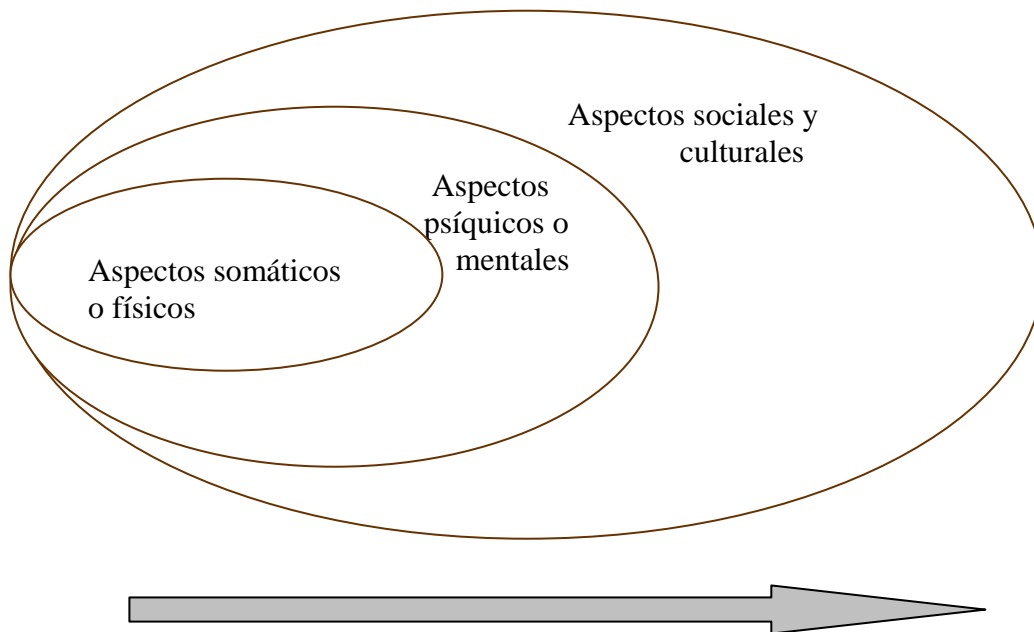 Aspectos sociales y
culturales
Aspectos
psíquicos o
mentales
Aspectos somáticos
o físicos